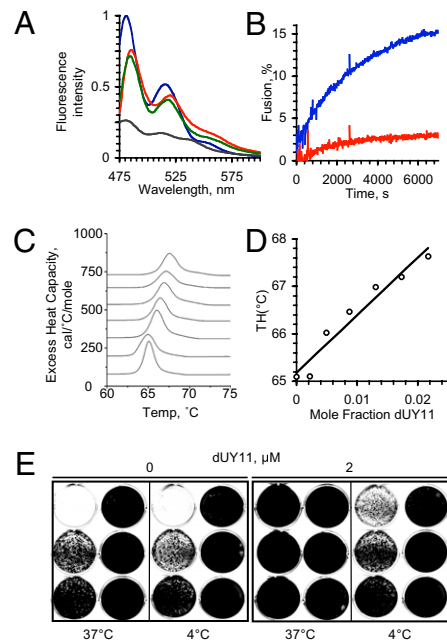 A
Fluorescence
intensity
1
0.5
0
475
525
575
Wavelength, nm
B
Fusion, %
15
10
5
0
0
2000
4000
6000
Time, s
C
Excess Heat Capacity,
cal/°C/mole
1000
750
500
250
0
60
65
70
75
Temp, °C
D
TH(°C)
68
67
66
65
0
0.01
0.02
Mole Fraction dUY11
E
dUY11, µM
0
2
37°C
4°C
37°C
4°C